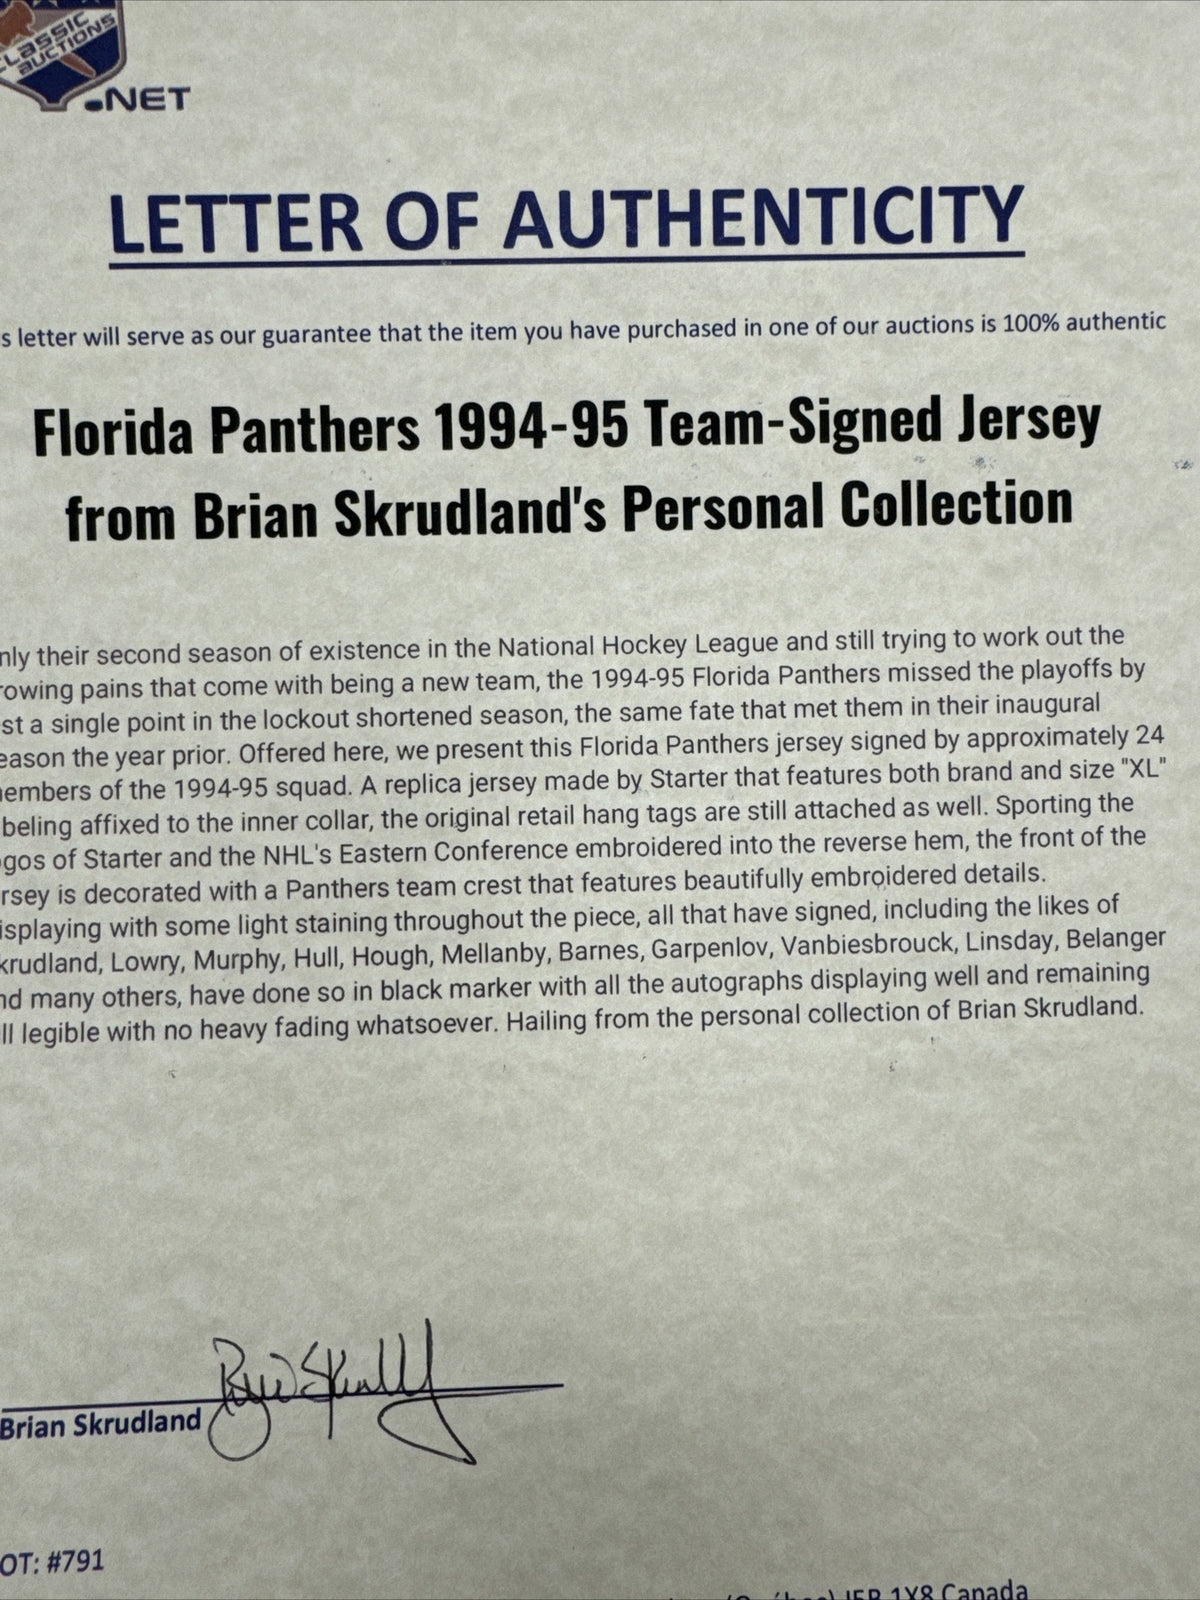 CLASSIC
AUCTIONS
.NET
LETTER OF AUTHENTICITY
s letter will serve as our guarantee that the item you have purchased in one of our auctions is 100% authentic
Florida Panthers 1994-95 Team-Signed Jersey
from Brian Skrudland's Personal Collection
nly their second season of existence in the National Hockey League and still trying to work out the
rowing pains that come with being a new team, the 1994-95 Florida Panthers missed the playoffs by
st a single point in the lockout shortened season, the same fate that met them in their inaugural
eason the year prior. Offered here, we present this Florida Panthers jersey signed by approximately 24
embers of the 1994-95 squad. A replica jersey made by Starter that features both brand and size "XL"
beling affixed to the inner collar, the original retail hang tags are still attached as well. Sporting the
gos of Starter and the NHL's Eastern Conference embroidered into the reverse hem, the front of the
rsey is decorated with a Panthers team crest that features beautifully embroidered details.
isplaying with some light staining throughout the piece, all that have signed, including the likes of
krudland, Lowry, Murphy, Hull, Hough, Mellanby, Barnes, Garpenlov, Vanbiesbrouck, Linsday, Belanger
nd many others, have done so in black marker with all the autographs displaying well and remaining
ll legible with no heavy fading whatsoever. Hailing from the personal collection of Brian Skrudland.
Brian Skrudland
OT: #791
1X8 Canada